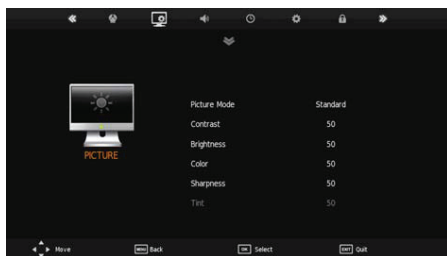 Picture Mode Standard
Contrast 50
Brightness 50
Color 50
Sharpness 50
Tint 50
PICTURE
Move MENU Back OK Select EXIT Quit